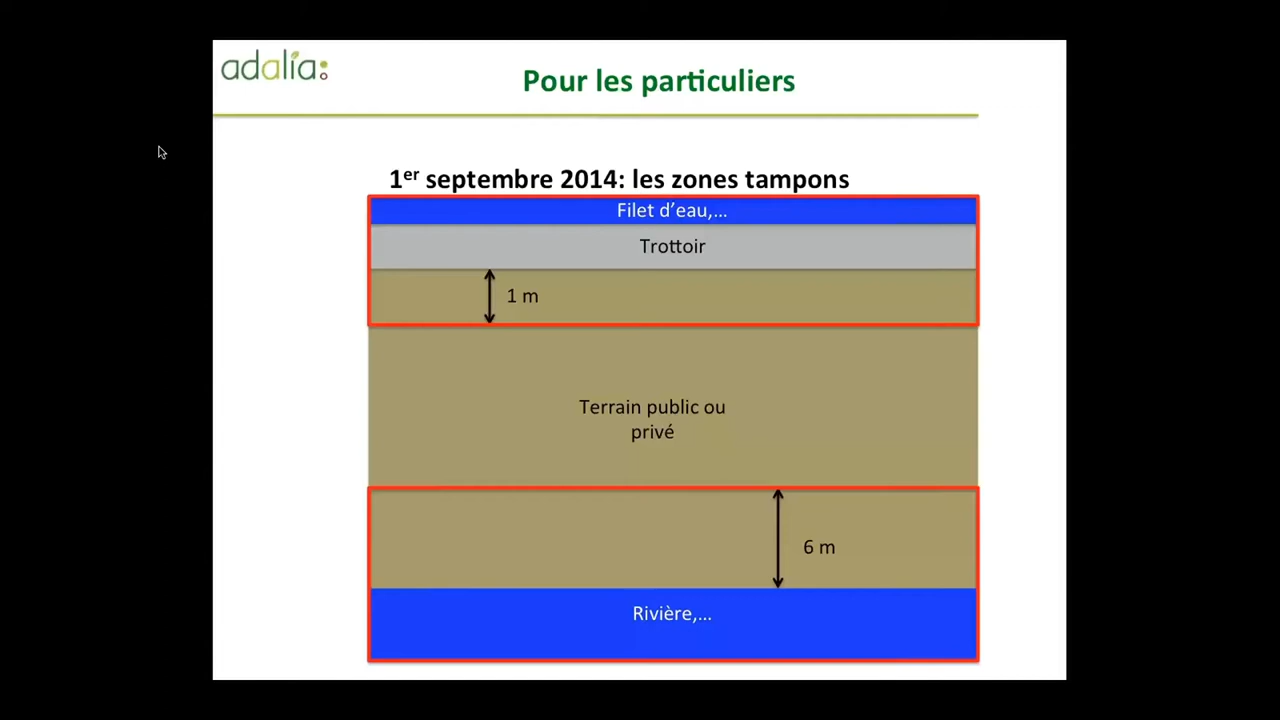 adalia
Pour les particuliers
1er septembre 2014: les zones tampons
Filet d’eau,…
Trottoir
1 m
Terrain public ou
privé
6 m
Rivière,…